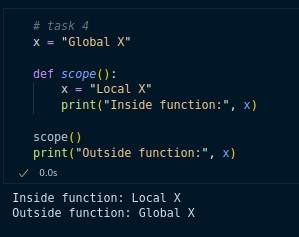 # task 4
x = "Global X"

def scope():
    x = "Local X"
    print("Inside function:", x)

scope()
print("Outside function:", x)
0.0s
Inside function: Local X
Outside function: Global X